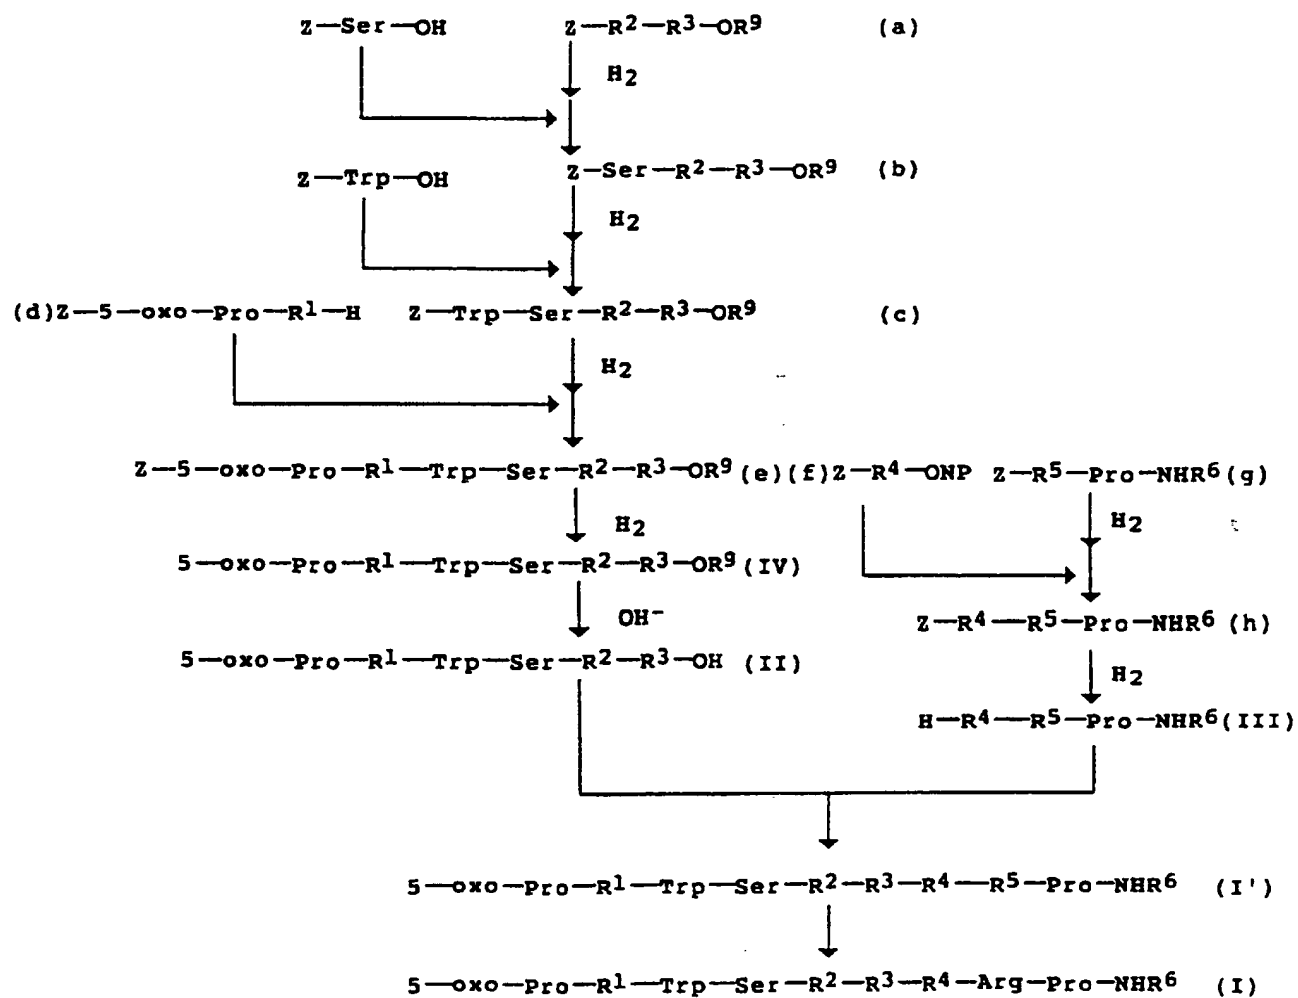 Z—Ser—OH Z—R2—R3—OR9 (a)
H2
Z—Ser—R2—R3—OR9 (b)
Z—Trp—OH
H2
(d)Z—5—oxo—Pro—R1—H Z—Trp—Ser—R2—R3—OR9 (c)
H2
Z—5—oxo—Pro—R1—Trp—Ser—R2—R3—OR9 (e)(f)Z—R4—ONP Z—R5—Pro—NHR6(g)
H2 H2
5—oxo—Pro—R1—Trp—Ser—R2—R3—OR9(IV)
OH- Z—R4—R5—Pro—NHR6(h)
5—oxo—Pro—R1—Trp—Ser—R2—R3—OH (II)
H2
H—R4—R5—Pro—NHR6(III)
5—oxo—Pro—R1—Trp—Ser—R2—R3—R4—R5—Pro—NHR6 (I')
5—oxo—Pro—R1—Trp—Ser—R2—R3—R4—Arg—Pro—NHR6 (I)